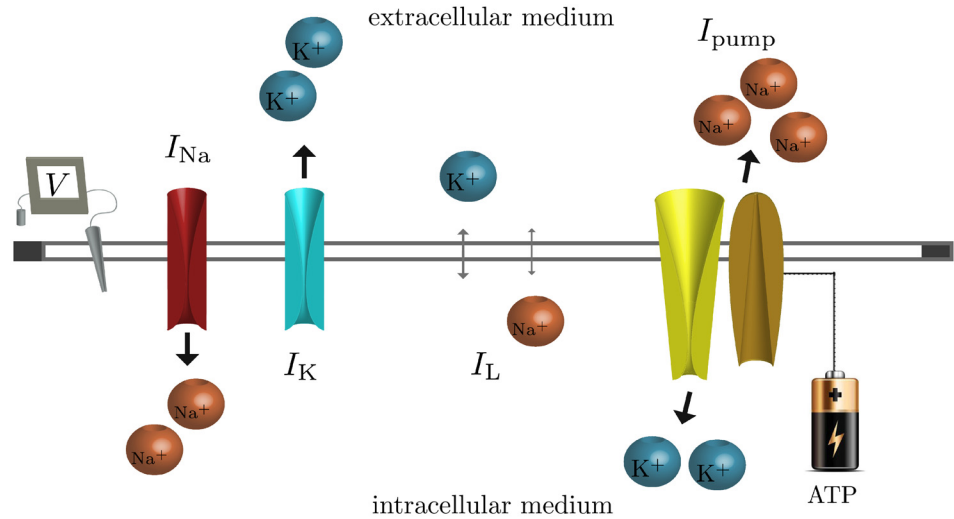 extracellular medium
I_pump
K⁺
K⁺
Na⁺
Na⁺
Na⁺
I_Na
V
K⁺
Na⁺
I_K
I_L
Na⁺
Na⁺
K⁺
K⁺
ATP
intracellular medium